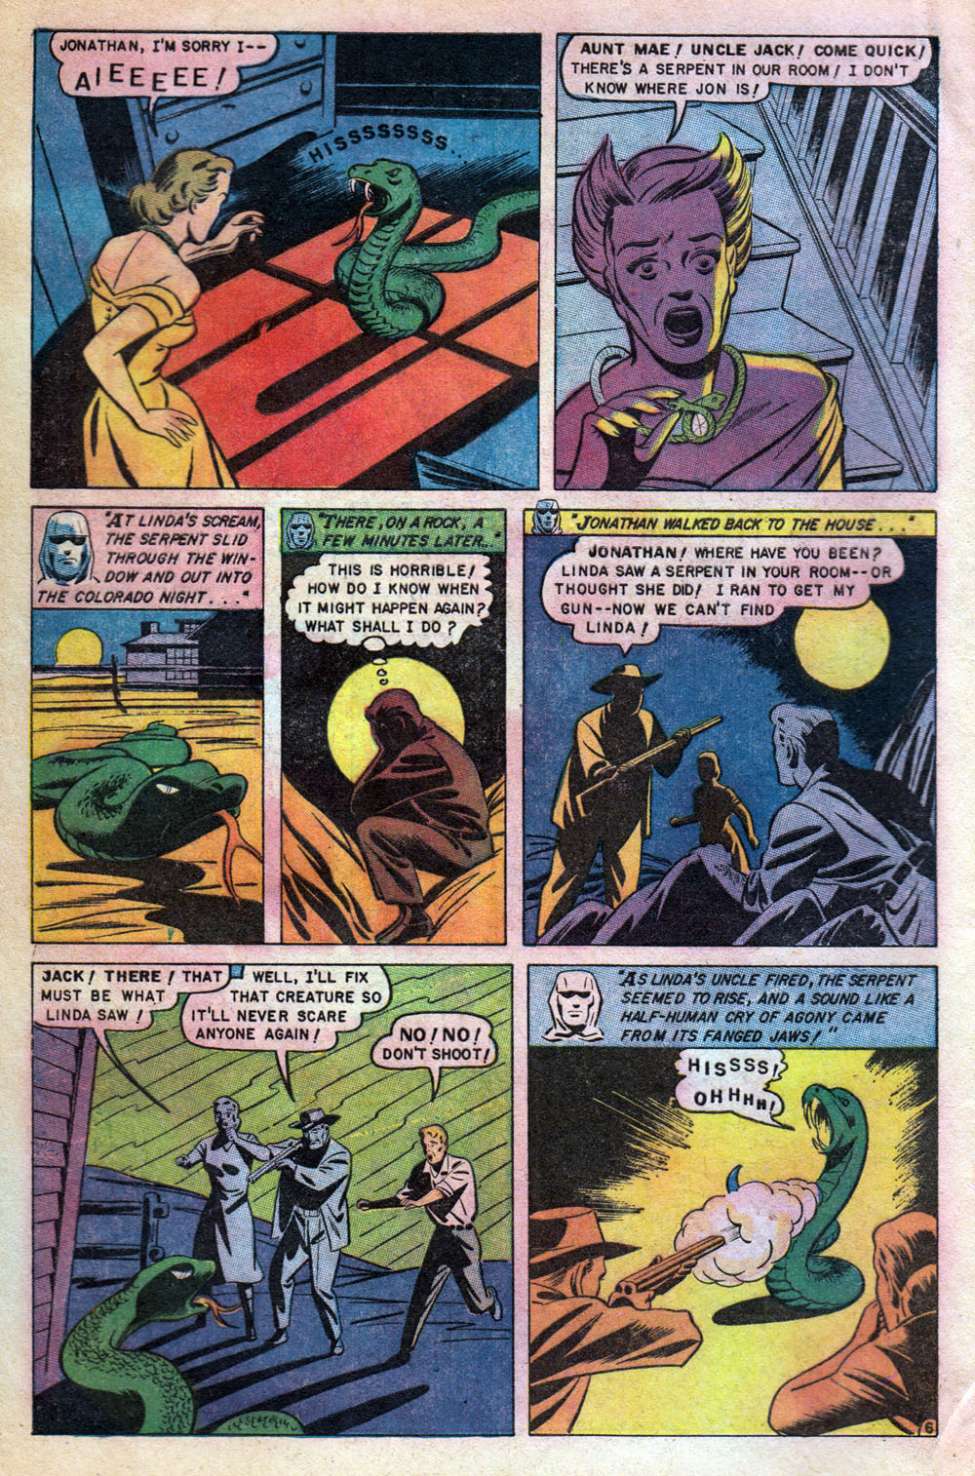 JONATHAN, I'M SORRY I--
AIEEEEEE!
HISSSSSSSS...
AUNT MAE! UNCLE JACK! COME QUICK!
THERE'S A SERPENT IN OUR ROOM! I DON'T
KNOW WHERE JON IS!
"AT LINDA'S SCREAM,
THE SERPENT SLID
THROUGH THE WIN-
DOW AND OUT INTO
THE COLORADO NIGHT..."
"THERE, ON A ROCK, A
FEW MINUTES LATER..."
THIS IS HORRIBLE!
HOW DO I KNOW WHEN
IT MIGHT HAPPEN AGAIN?
WHAT SHALL I DO?
"JONATHAN WALKED BACK TO THE HOUSE..."
JONATHAN! WHERE HAVE YOU BEEN?
LINDA SAW A SERPENT IN YOUR ROOM--OR
THOUGHT SHE DID! I RAN TO GET MY
GUN--NOW WE CAN'T FIND
LINDA!
JACK! THERE! THAT
MUST BE WHAT
LINDA SAW!
WELL, I'LL FIX
THAT CREATURE SO
IT'LL NEVER SCARE
ANYONE AGAIN!
NO! NO!
DON'T SHOOT!
"AS LINDA'S UNCLE FIRED, THE SERPENT
SEEMED TO RISE, AND A SOUND LIKE A
HALF-HUMAN CRY OF AGONY CAME
FROM ITS FANGED JAWS!"
HISSSS!
OHHHH!
6